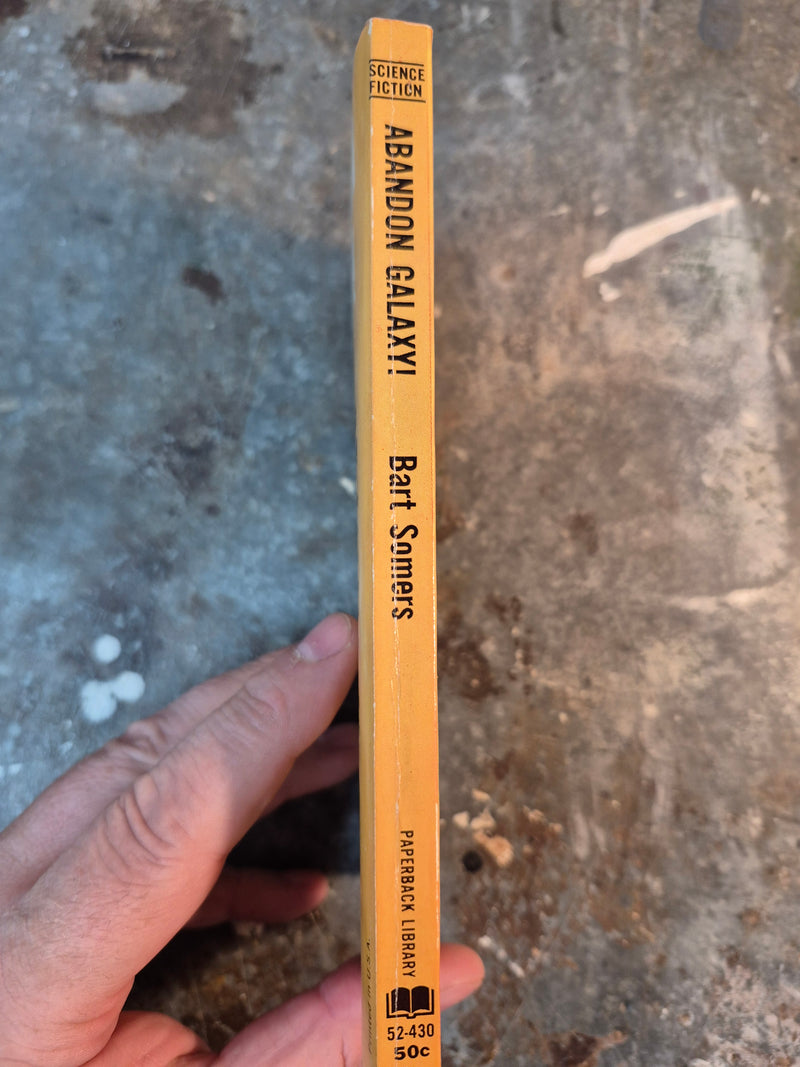 SCIENCE
FICTION
ABANDON GALAXY!
Bart Somers
PAPERBACK LIBRARY
52-430
50c